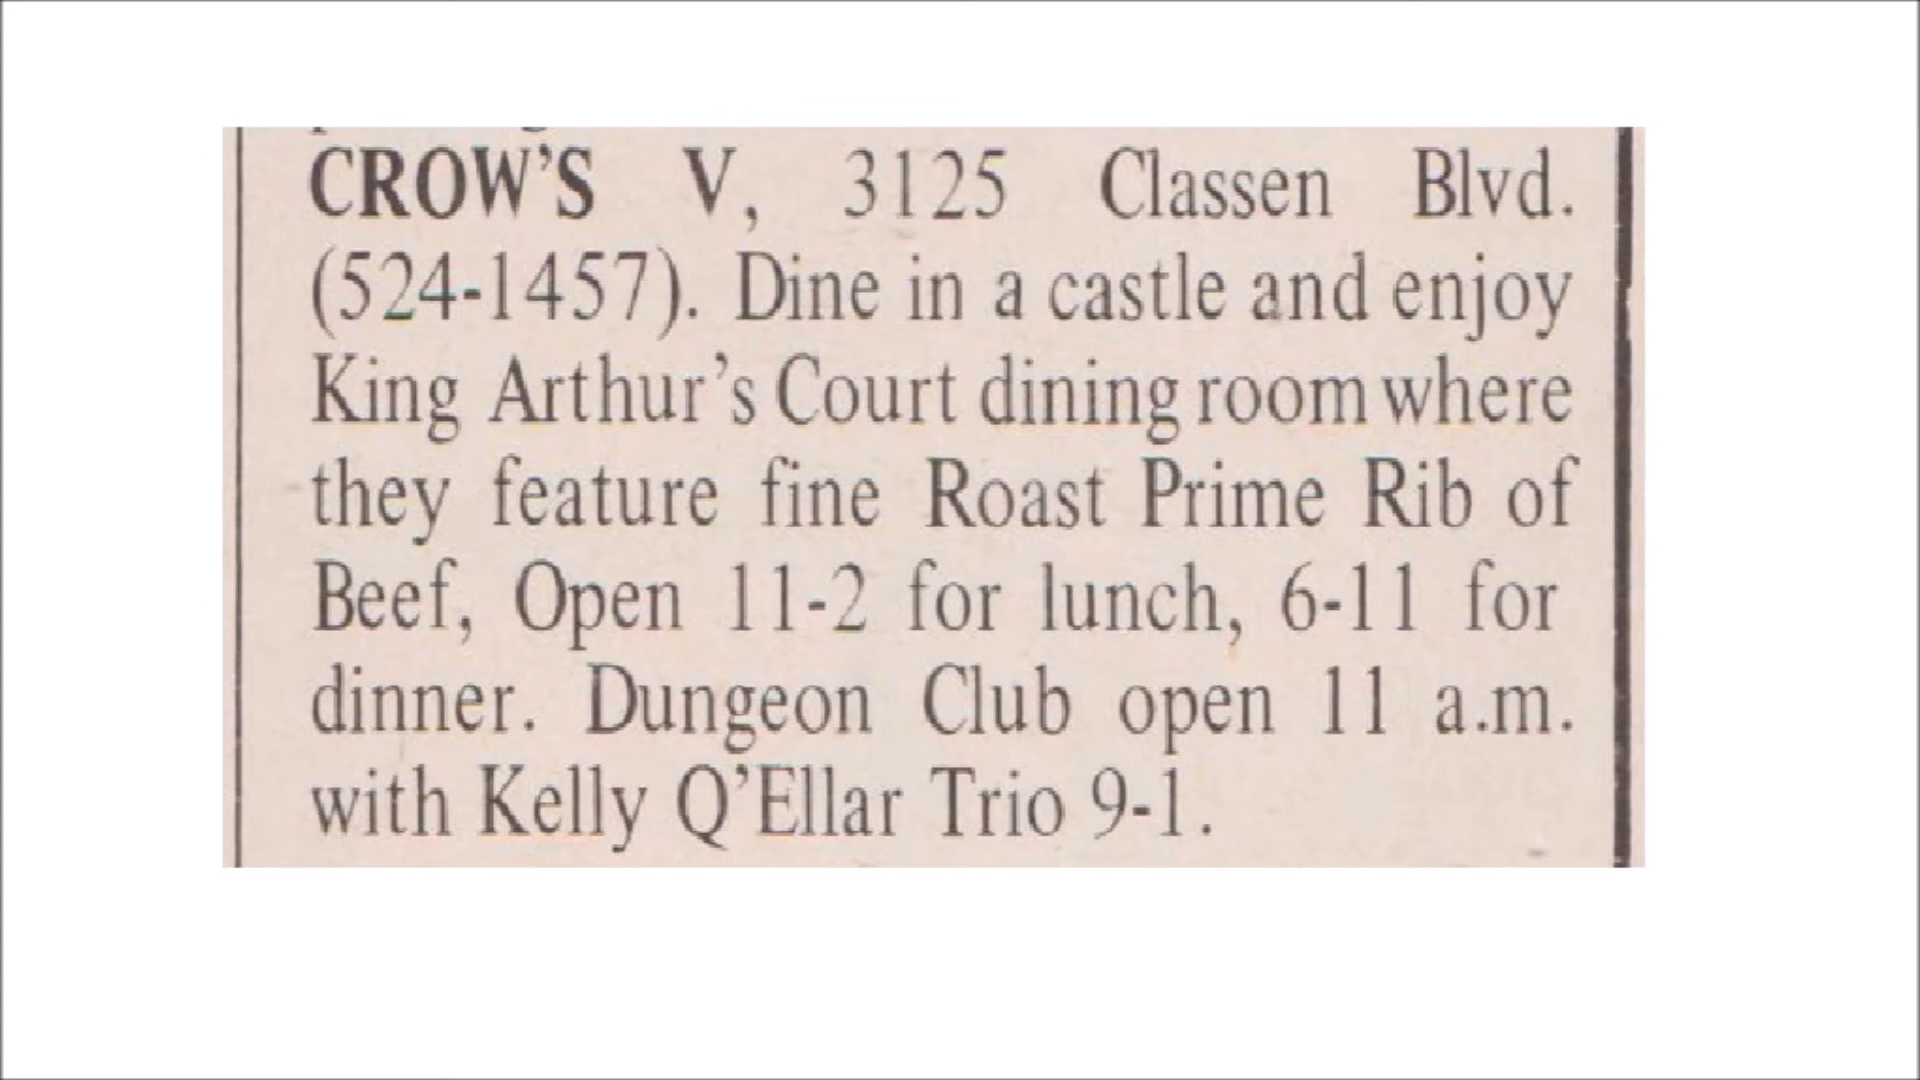 CROW'S V, 3125 Classen Blvd.
(524-1457). Dine in a castle and enjoy
King Arthur's Court dining room where
they feature fine Roast Prime Rib of
Beef, Open 11-2 for lunch, 6-11 for
dinner. Dungeon Club open 11 a.m.
with Kelly Q'Ellar Trio 9-1.